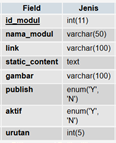 Field Jenis
id_modul int(11)
nama_modul varchar(50)
link varchar(100)
static_content text
gambar varchar(100)
publish enum('Y', 'N')
aktif enum('Y', 'N')
urutan int(5)